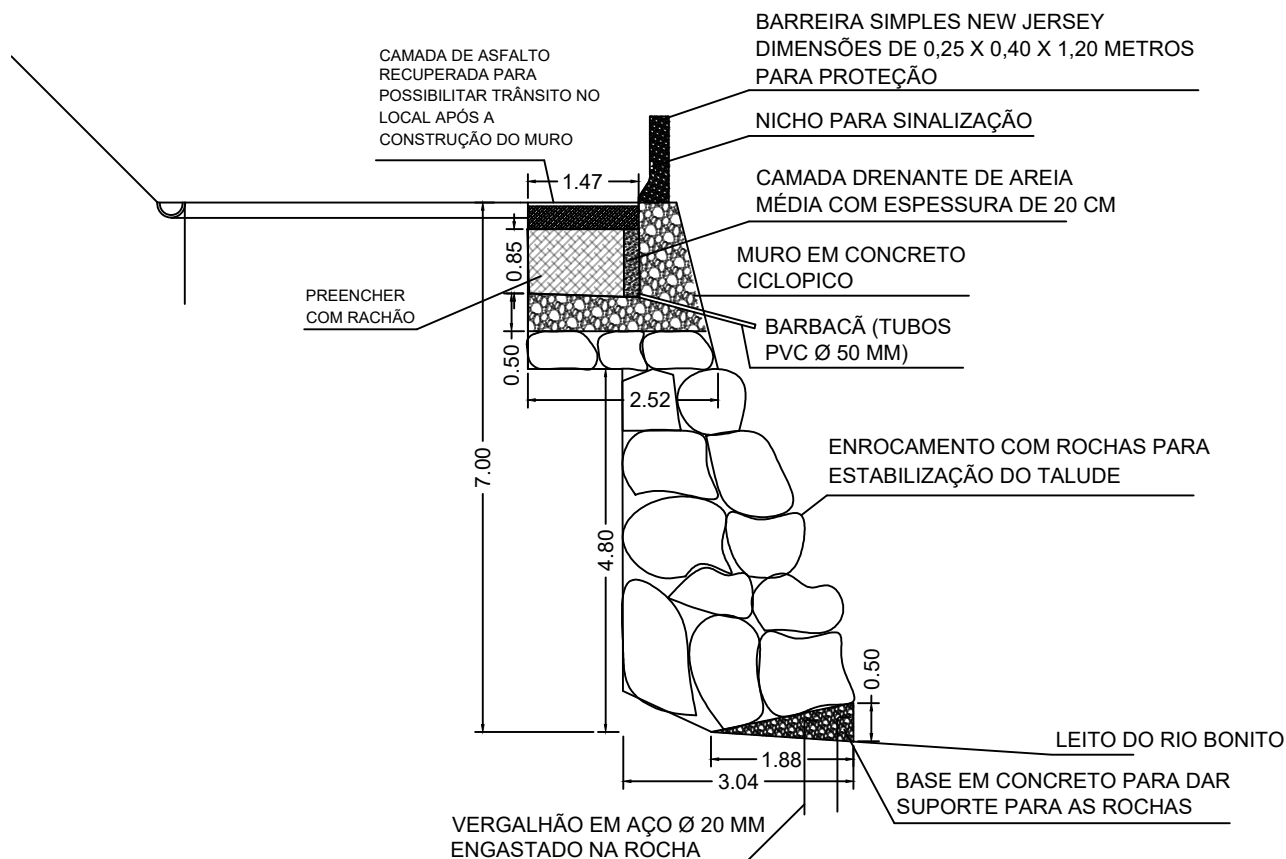 BARREIRA SIMPLES NEW JERSEY
DIMENSÕES DE 0,25 X 0,40 X 1,20 METROS
PARA PROTEÇÃO
CAMADA DE ASFALTO
RECUPERADA PARA
POSSIBILITAR TRÂNSITO NO
LOCAL APÓS A
CONSTRUÇÃO DO MURO
NICHO PARA SINALIZAÇÃO
1.47
CAMADA DRENANTE DE AREIA
MÉDIA COM ESPESSURA DE 20 CM
0.85
MURO EM CONCRETO
CICLOPICO
PREENCHER
COM RACHÃO
BARBACÃ (TUBOS
PVC Ø 50 MM)
0.50
2.52
7.00
ENROCAMENTO COM ROCHAS PARA
ESTABILIZAÇÃO DO TALUDE
4.80
0.50
LEITO DO RIO BONITO
1.88
3.04
BASE EM CONCRETO PARA DAR
SUPORTE PARA AS ROCHAS
VERGALHÃO EM AÇO Ø 20 MM
ENGASTADO NA ROCHA